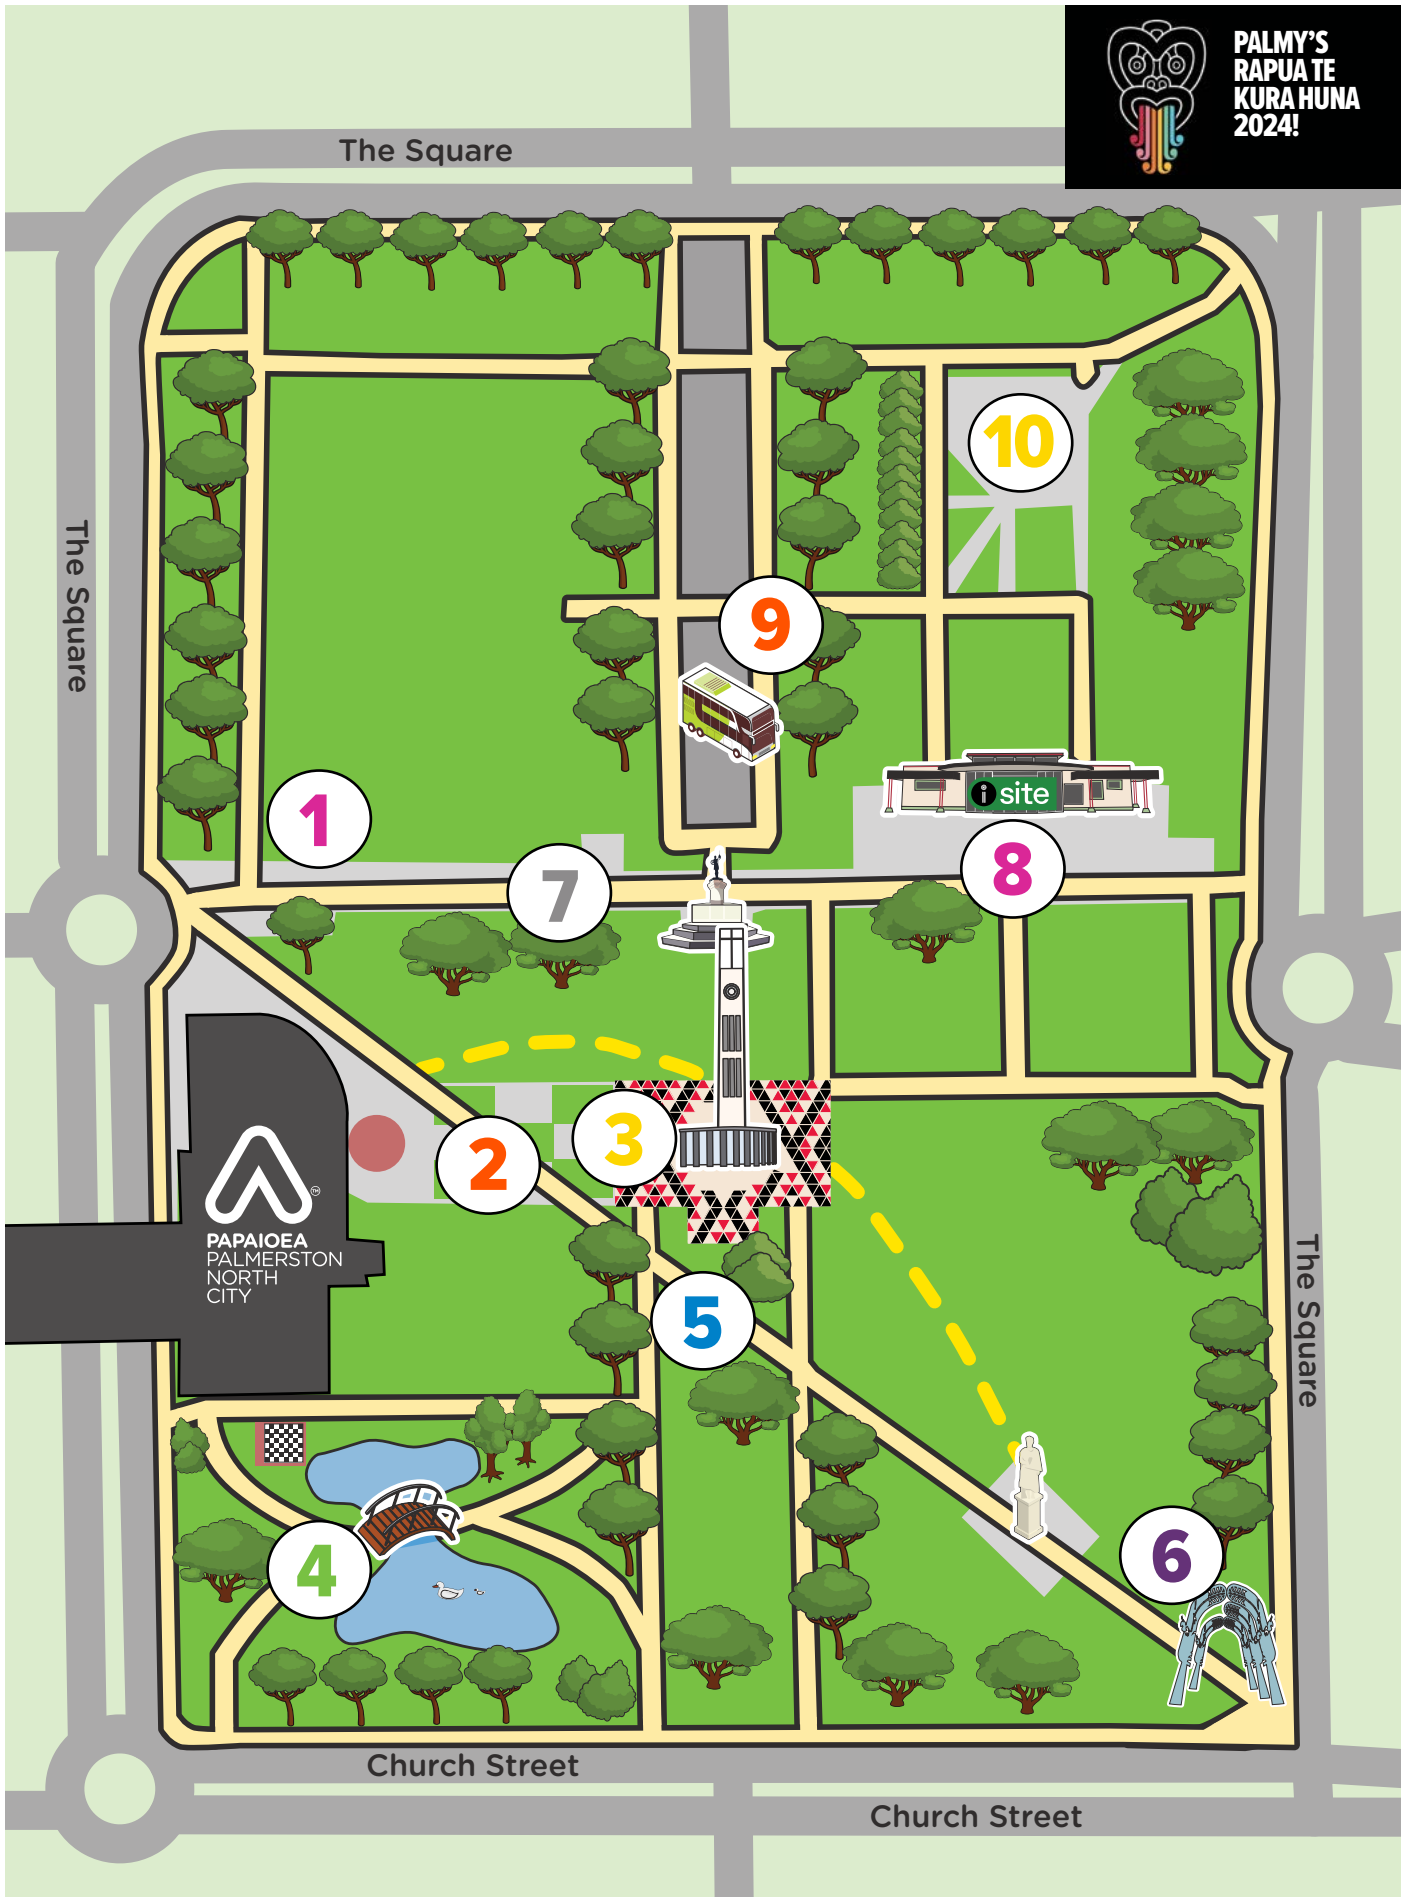 PALMY'S
RAPUA TE
KURA HUNA
2024!
The Square
10
The Square
9
1
i site
8
7
3
2
PAPAIOEA
PALMERSTON
NORTH
CITY
™
The Square
5
6
4
Church Street
Church Street